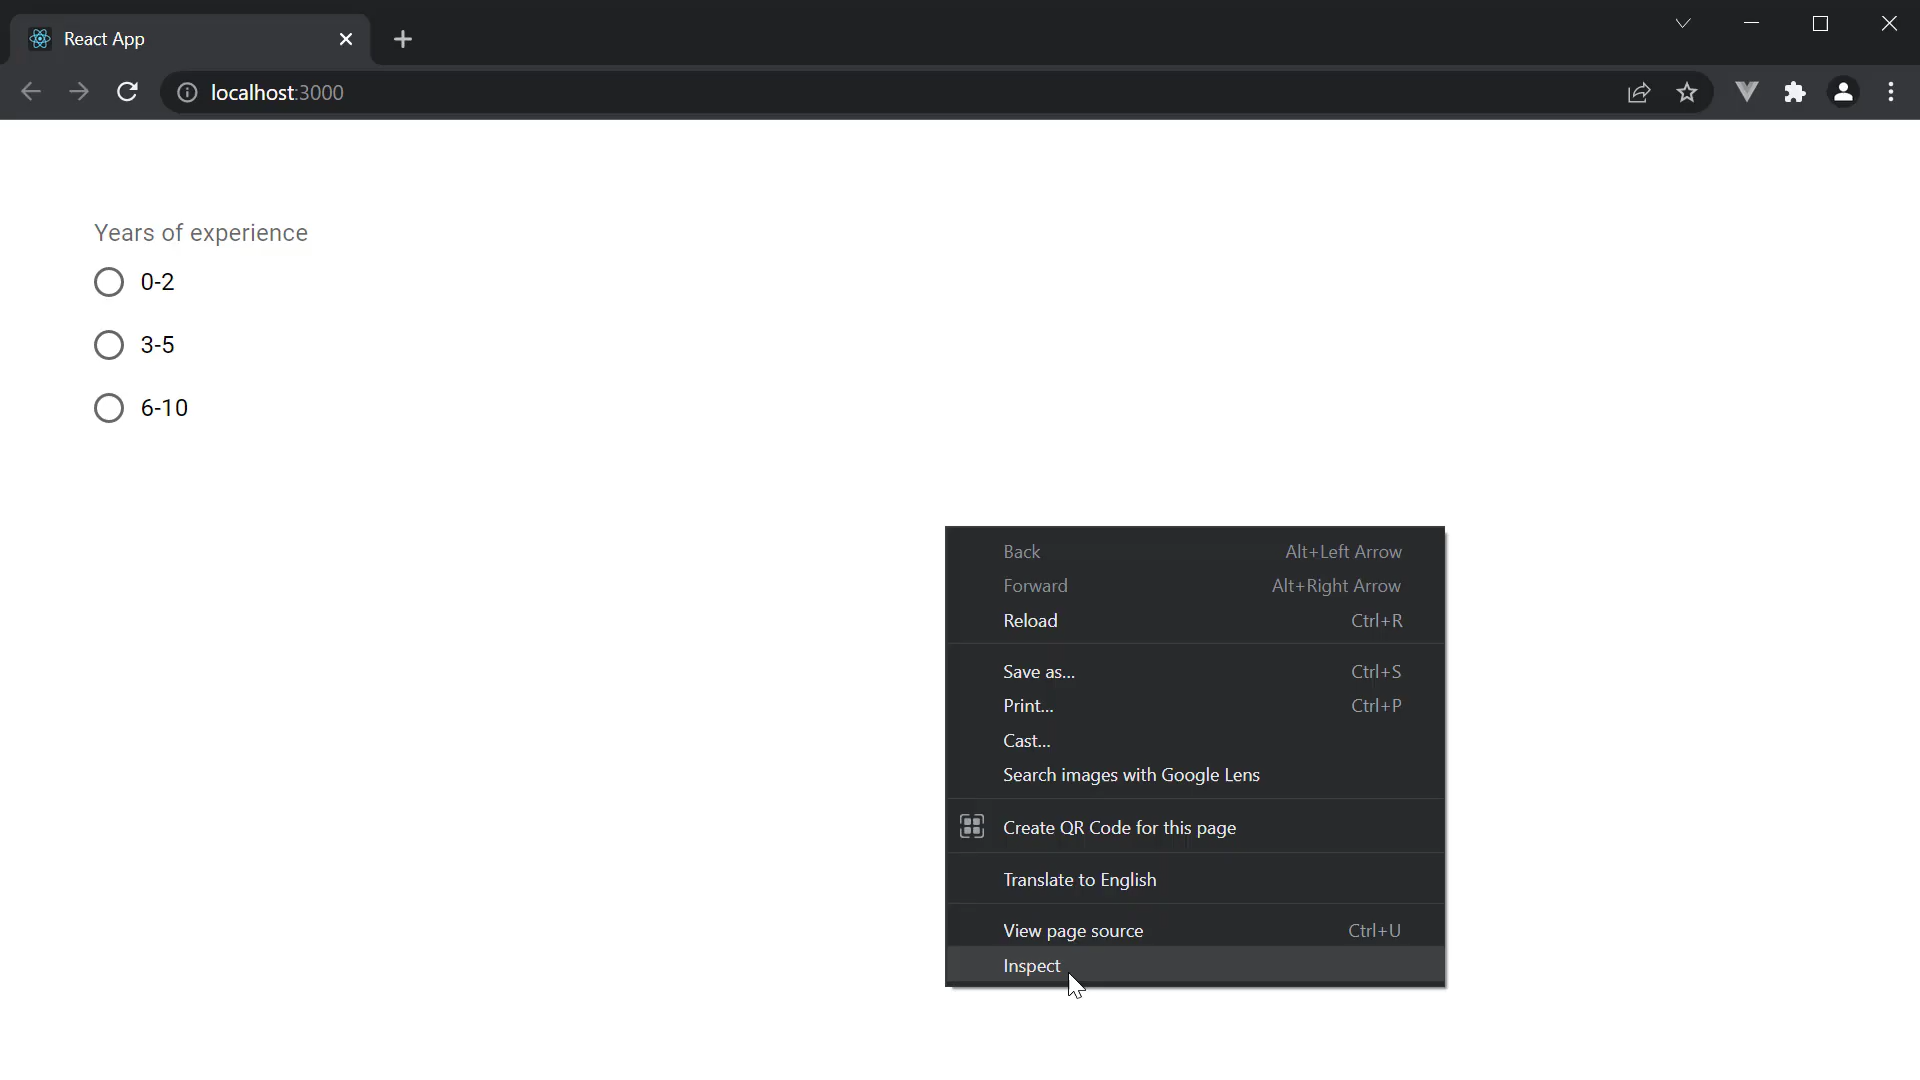 React App
localhost:3000
Years of experience
0-2
3-5
6-10
Back Alt+Left Arrow
Forward Alt+Right Arrow
Reload Ctrl+R
Save as... Ctrl+S
Print... Ctrl+P
Cast...
Search images with Google Lens
Create QR Code for this page
Translate to English
View page source Ctrl+U
Inspect